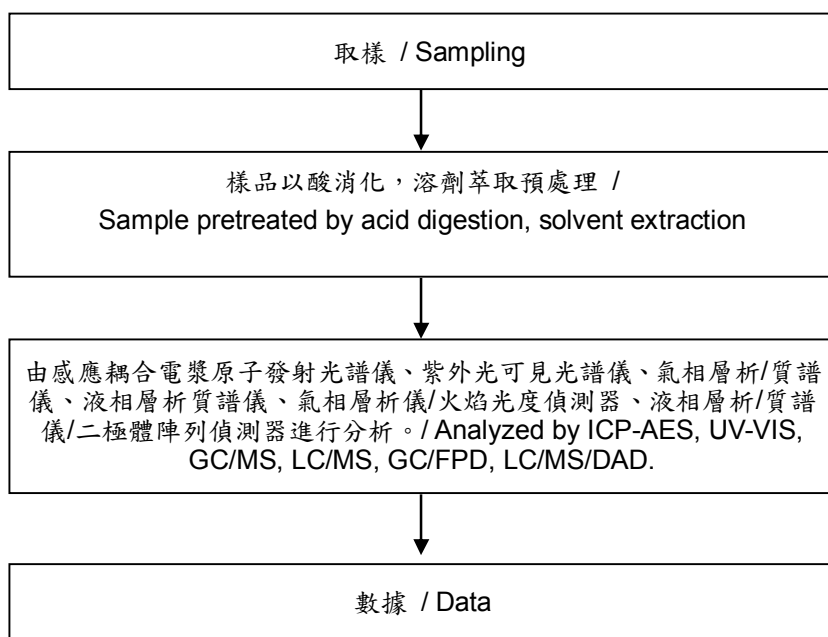 取樣 / Sampling
樣品以酸消化，溶劑萃取預處理 /
Sample pretreated by acid digestion, solvent extraction
由感應耦合電漿原子發射光譜儀、紫外光可見光譜儀、氣相層析/質譜
儀、液相層析質譜儀、氣相層析儀/火焰光度偵測器、液相層析/質譜
儀/二極體陣列偵測器進行分析。/ Analyzed by ICP-AES, UV-VIS,
GC/MS, LC/MS, GC/FPD, LC/MS/DAD.
數據 / Data